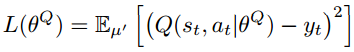 L(θ^Q) = 𝔼_{μ'} [(Q(s_t, a_t|θ^Q) − y_t)^2]